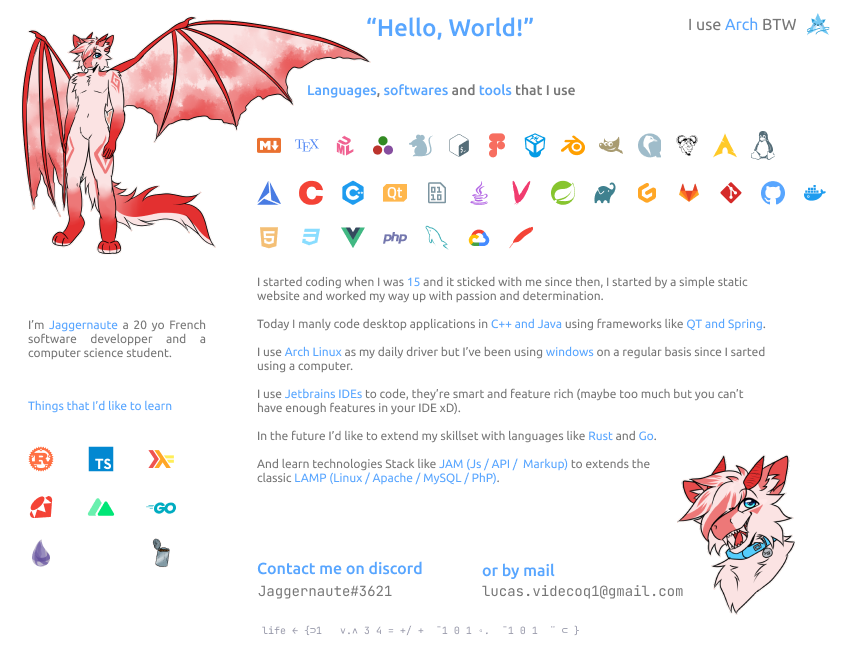 “Hello, World!”
I use Arch BTW
Languages, softwares and tools that I use
M
TEX
UML
C
C++
Qt
01
10
5
3
php
I started coding when I was 15 and it sticked with me since then, I started by a simple static
website and worked my way up with passion and determination.
Today I manly code desktop applications in C++ and Java using frameworks like QT and Spring.
I use Arch Linux as my daily driver but I’ve been using windows on a regular basis since I sarted
using a computer.
I use Jetbrains IDEs to code, they’re smart and feature rich (maybe too much but you can’t
have enough features in your IDE xD).
In the future I’d like to extend my skillset with languages like Rust and Go.
And learn technologies Stack like JAM (Js / API / Markup) to extends the
classic LAMP (Linux / Apache / MySQL / PhP).
I’m Jaggernaute a 20 yo French
software developper and a
computer science student.
Things that I’d like to learn
R
TS
GO
Contact me on discord
Jaggernaute#3621
or by mail
lucas.videcoq1@gmail.com
life ← {⊃1 ∨.∧ 3 4 = +/ + ¯1 0 1 ∘. ¯1 0 1 ¨ ⊂ }